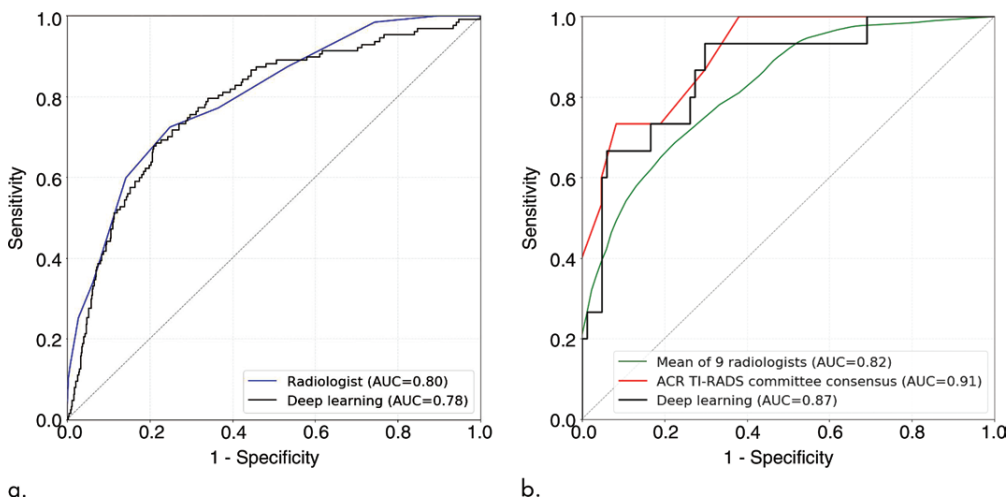 1.0
0.8
0.6
0.4
0.2
0.0
Sensitivity
0.0 0.2 0.4 0.6 0.8 1.0
1 - Specificity
Radiologist (AUC=0.80)
Deep learning (AUC=0.78)
a.
1.0
0.8
0.6
0.4
0.2
0.0
Sensitivity
0.0 0.2 0.4 0.6 0.8 1.0
1 - Specificity
Mean of 9 radiologists (AUC=0.82)
ACR TI-RADS committee consensus (AUC=0.91)
Deep learning (AUC=0.87)
b.